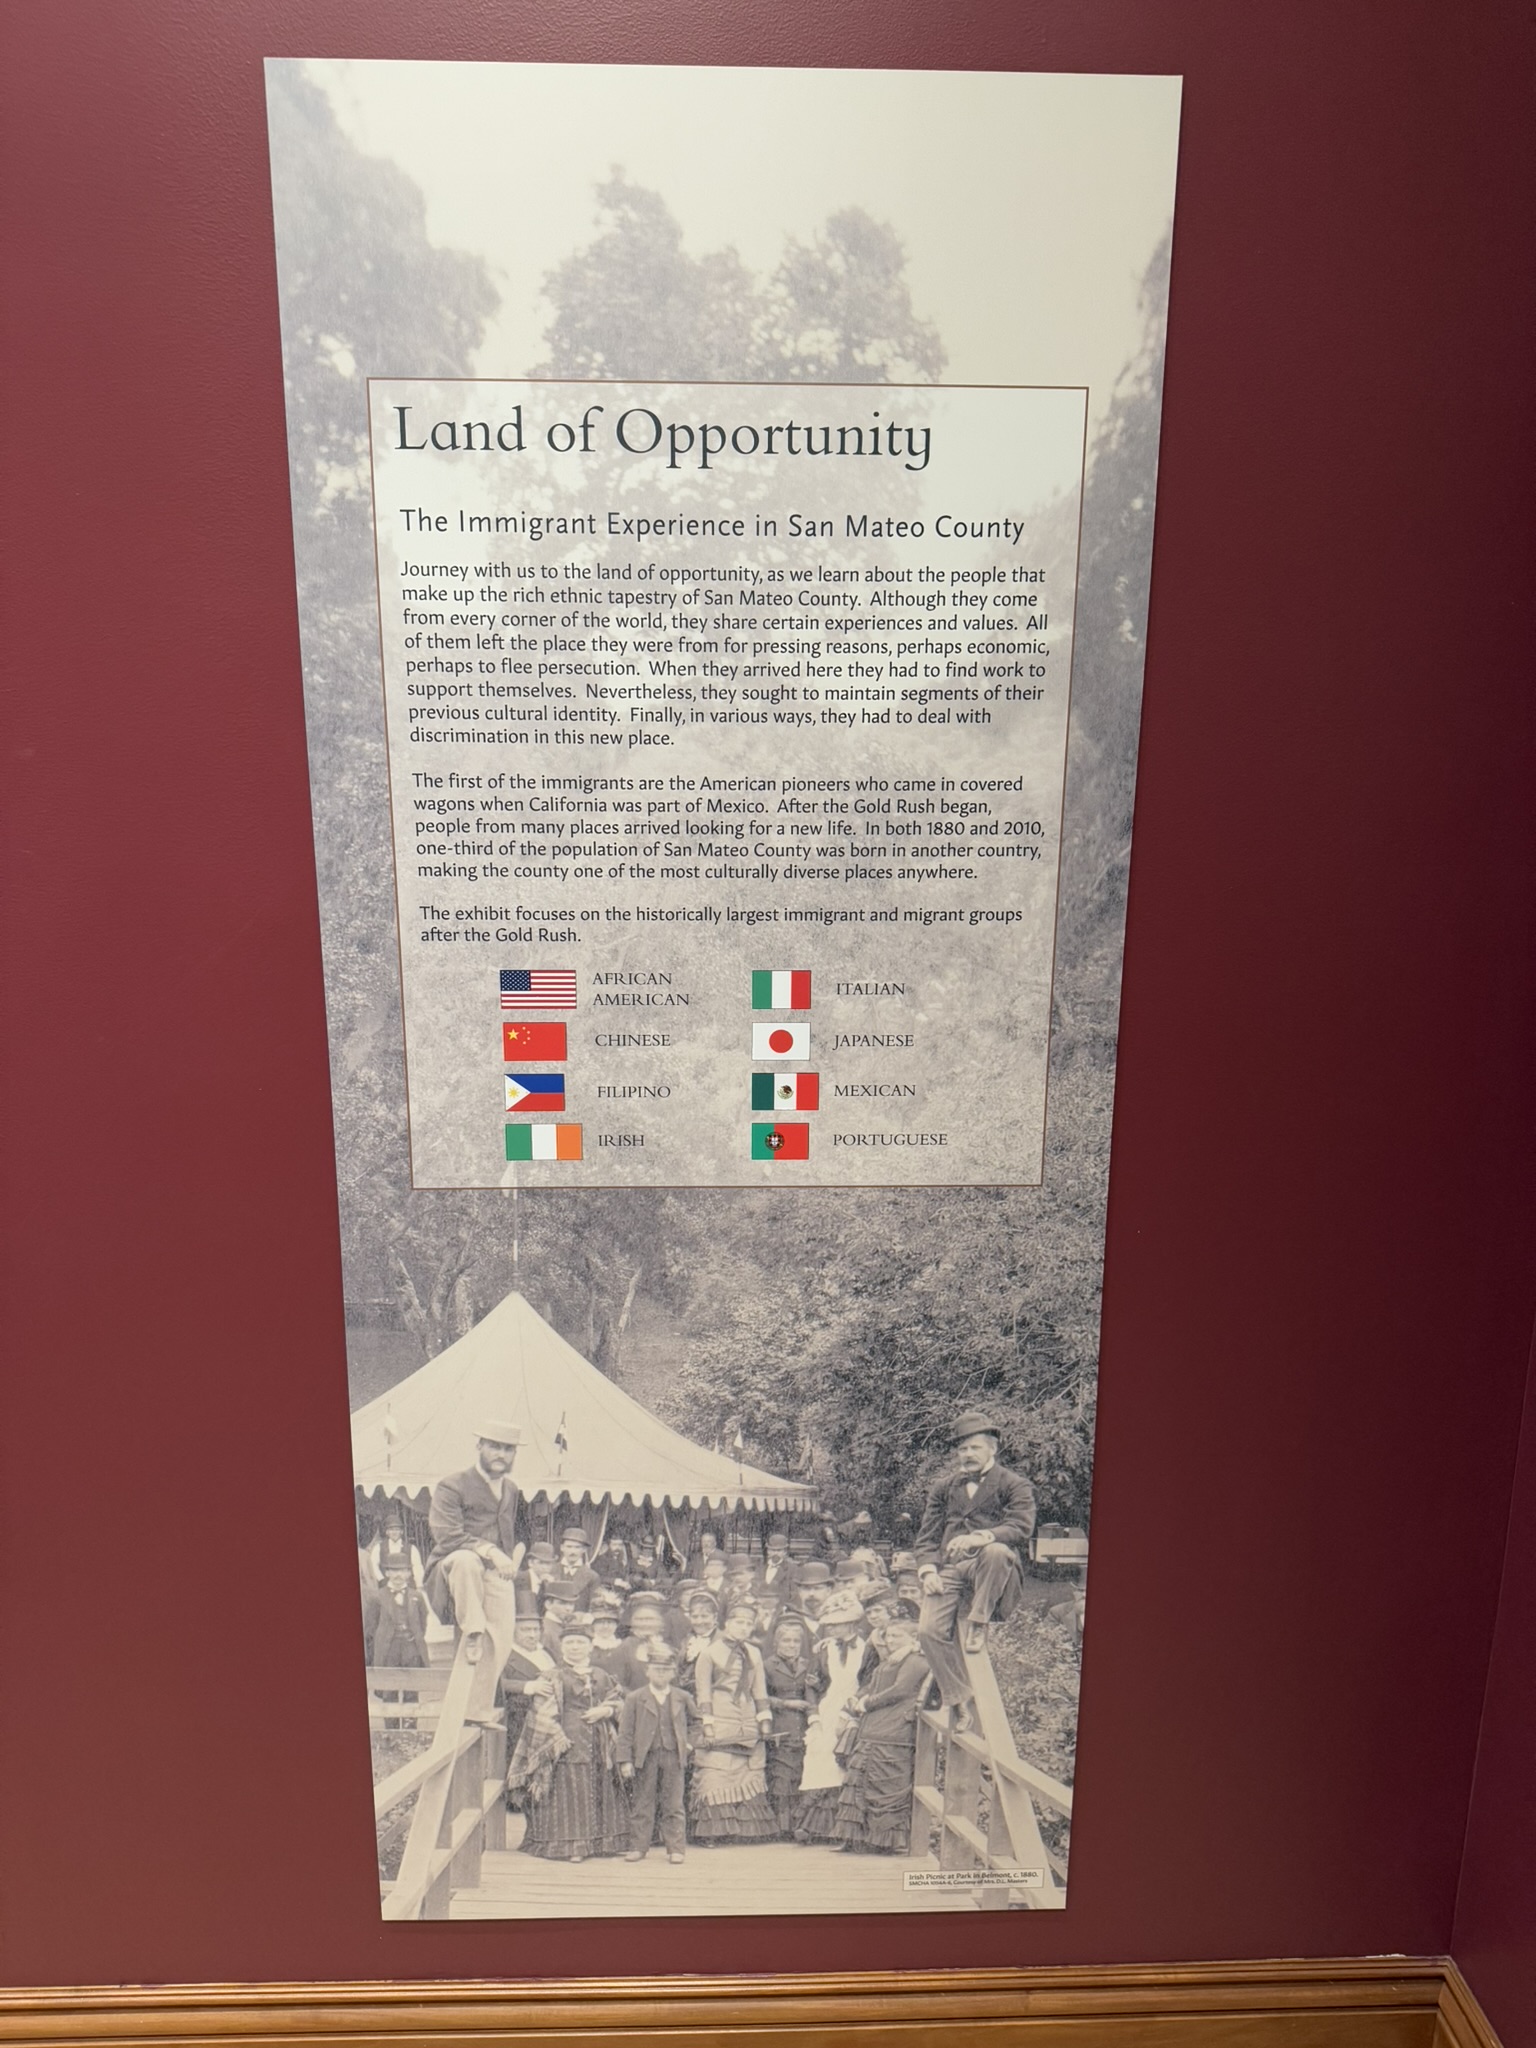 Land of Opportunity
The Immigrant Experience in San Mateo County
Journey with us to the land of opportunity, as we learn about the people that
make up the rich ethnic tapestry of San Mateo County. Although they come
from every corner of the world, they share certain experiences and values. All
of them left the place they were from for pressing reasons, perhaps economic,
perhaps to flee persecution. When they arrived here they had to find work to
support themselves. Nevertheless, they sought to maintain segments of their
previous cultural identity. Finally, in various ways, they had to deal with
discrimination in this new place.
The first of the immigrants are the American pioneers who came in covered
wagons when California was part of Mexico. After the Gold Rush began,
people from many places arrived looking for a new life. In both 1880 and 2010,
one-third of the population of San Mateo County was born in another country,
making the county one of the most culturally diverse places anywhere.
The exhibit focuses on the historically largest immigrant and migrant groups
after the Gold Rush.
AFRICAN
AMERICAN
CHINESE
FILIPINO
IRISH
ITALIAN
JAPANESE
MEXICAN
PORTUGUESE
Irish Picnic at Park in Belmont, c. 1880.
SMCHA Courtesy of Mrs. D.L.